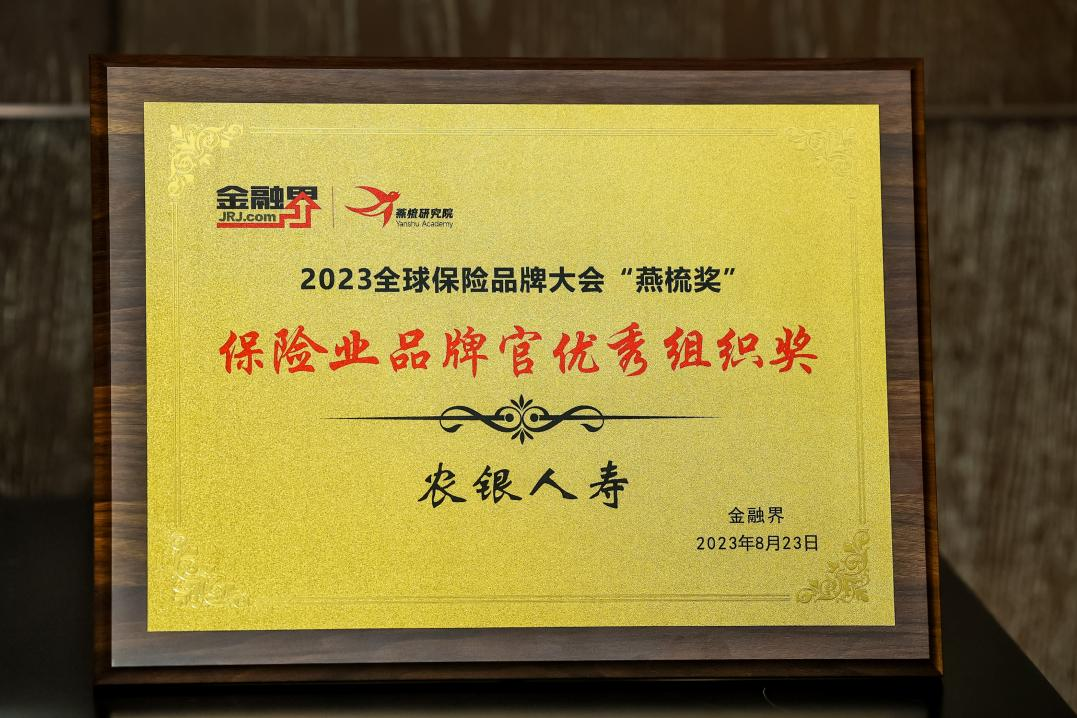 金融界
JRJ.com
燕梳研究院
Yanshu Academy
2023全球保险品牌大会“燕梳奖”
保险业品牌官优秀组织奖
农银人寿
金融界
2023年8月23日